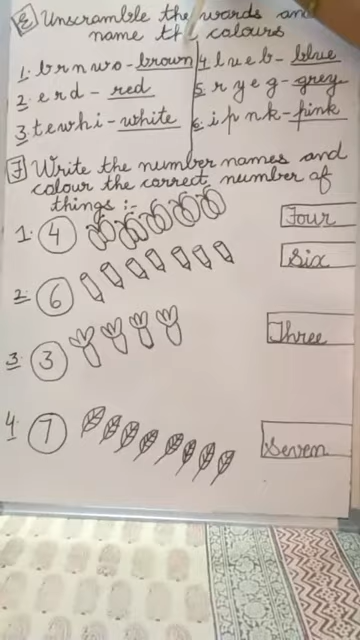 E Unscramble the words and
name the colours
1. b r n w o - brown
2. e r d - red
3. t e w h i - white
4. l u e b - blue
5. r y e g - grey
6. i p n k - pink
F Write the number names and
colour the correct number of
things :-
1. 4 Four
2. 6 Six
3. 3 Three
4. 7 Seven